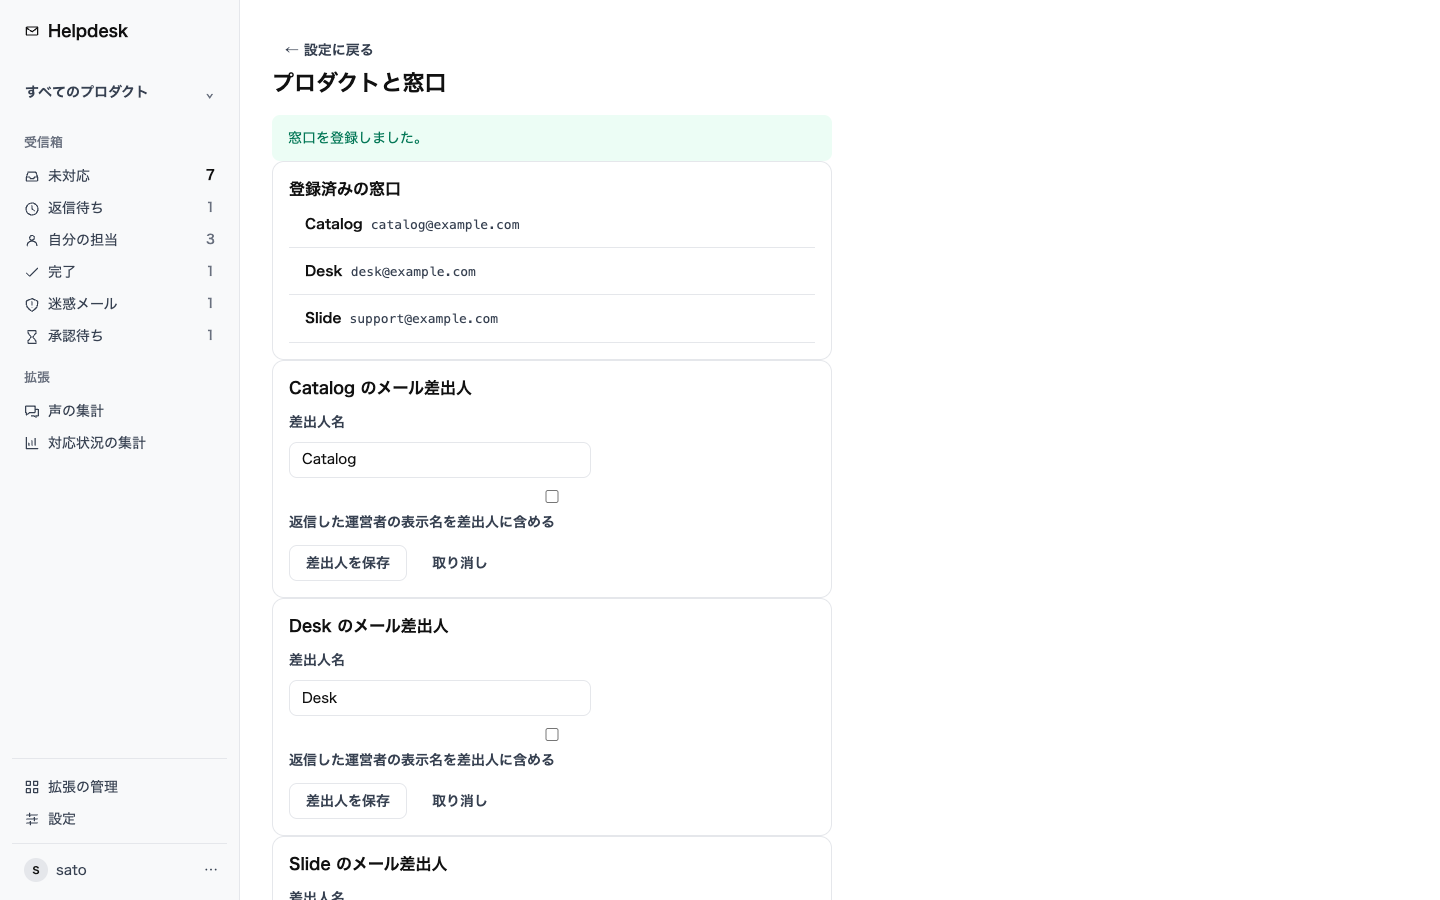 Helpdesk
すべてのプロダクト
受信箱
未対応 7
返信待ち 1
自分の担当 3
完了 1
迷惑メール 1
承認待ち 1
拡張
声の集計
対応状況の集計
拡張の管理
設定
S sato ...
← 設定に戻る
プロダクトと窓口
窓口を登録しました。
登録済みの窓口
Catalog catalog@example.com
Desk desk@example.com
Slide support@example.com
Catalog のメール差出人
差出人名
Catalog
返信した運営者の表示名を差出人に含める
差出人を保存 取り消し
Desk のメール差出人
差出人名
Desk
返信した運営者の表示名を差出人に含める
差出人を保存 取り消し
Slide のメール差出人
差出人名